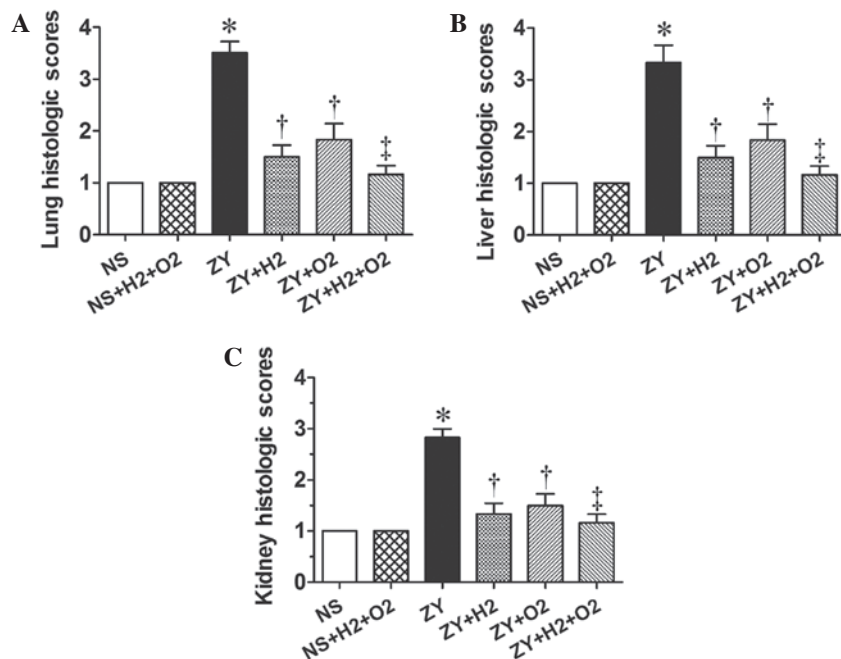 A
Lung histologic scores
4
3
2
1
0
*
†
†
‡
NS
NS+H2+O2
ZY
ZY+H2
ZY+O2
ZY+H2+O2
B
Liver histologic scores
4
3
2
1
0
*
†
†
‡
NS
NS+H2+O2
ZY
ZY+H2
ZY+O2
ZY+H2+O2
C
Kidney histologic scores
4
3
2
1
0
*
†
†
‡
NS
NS+H2+O2
ZY
ZY+H2
ZY+O2
ZY+H2+O2